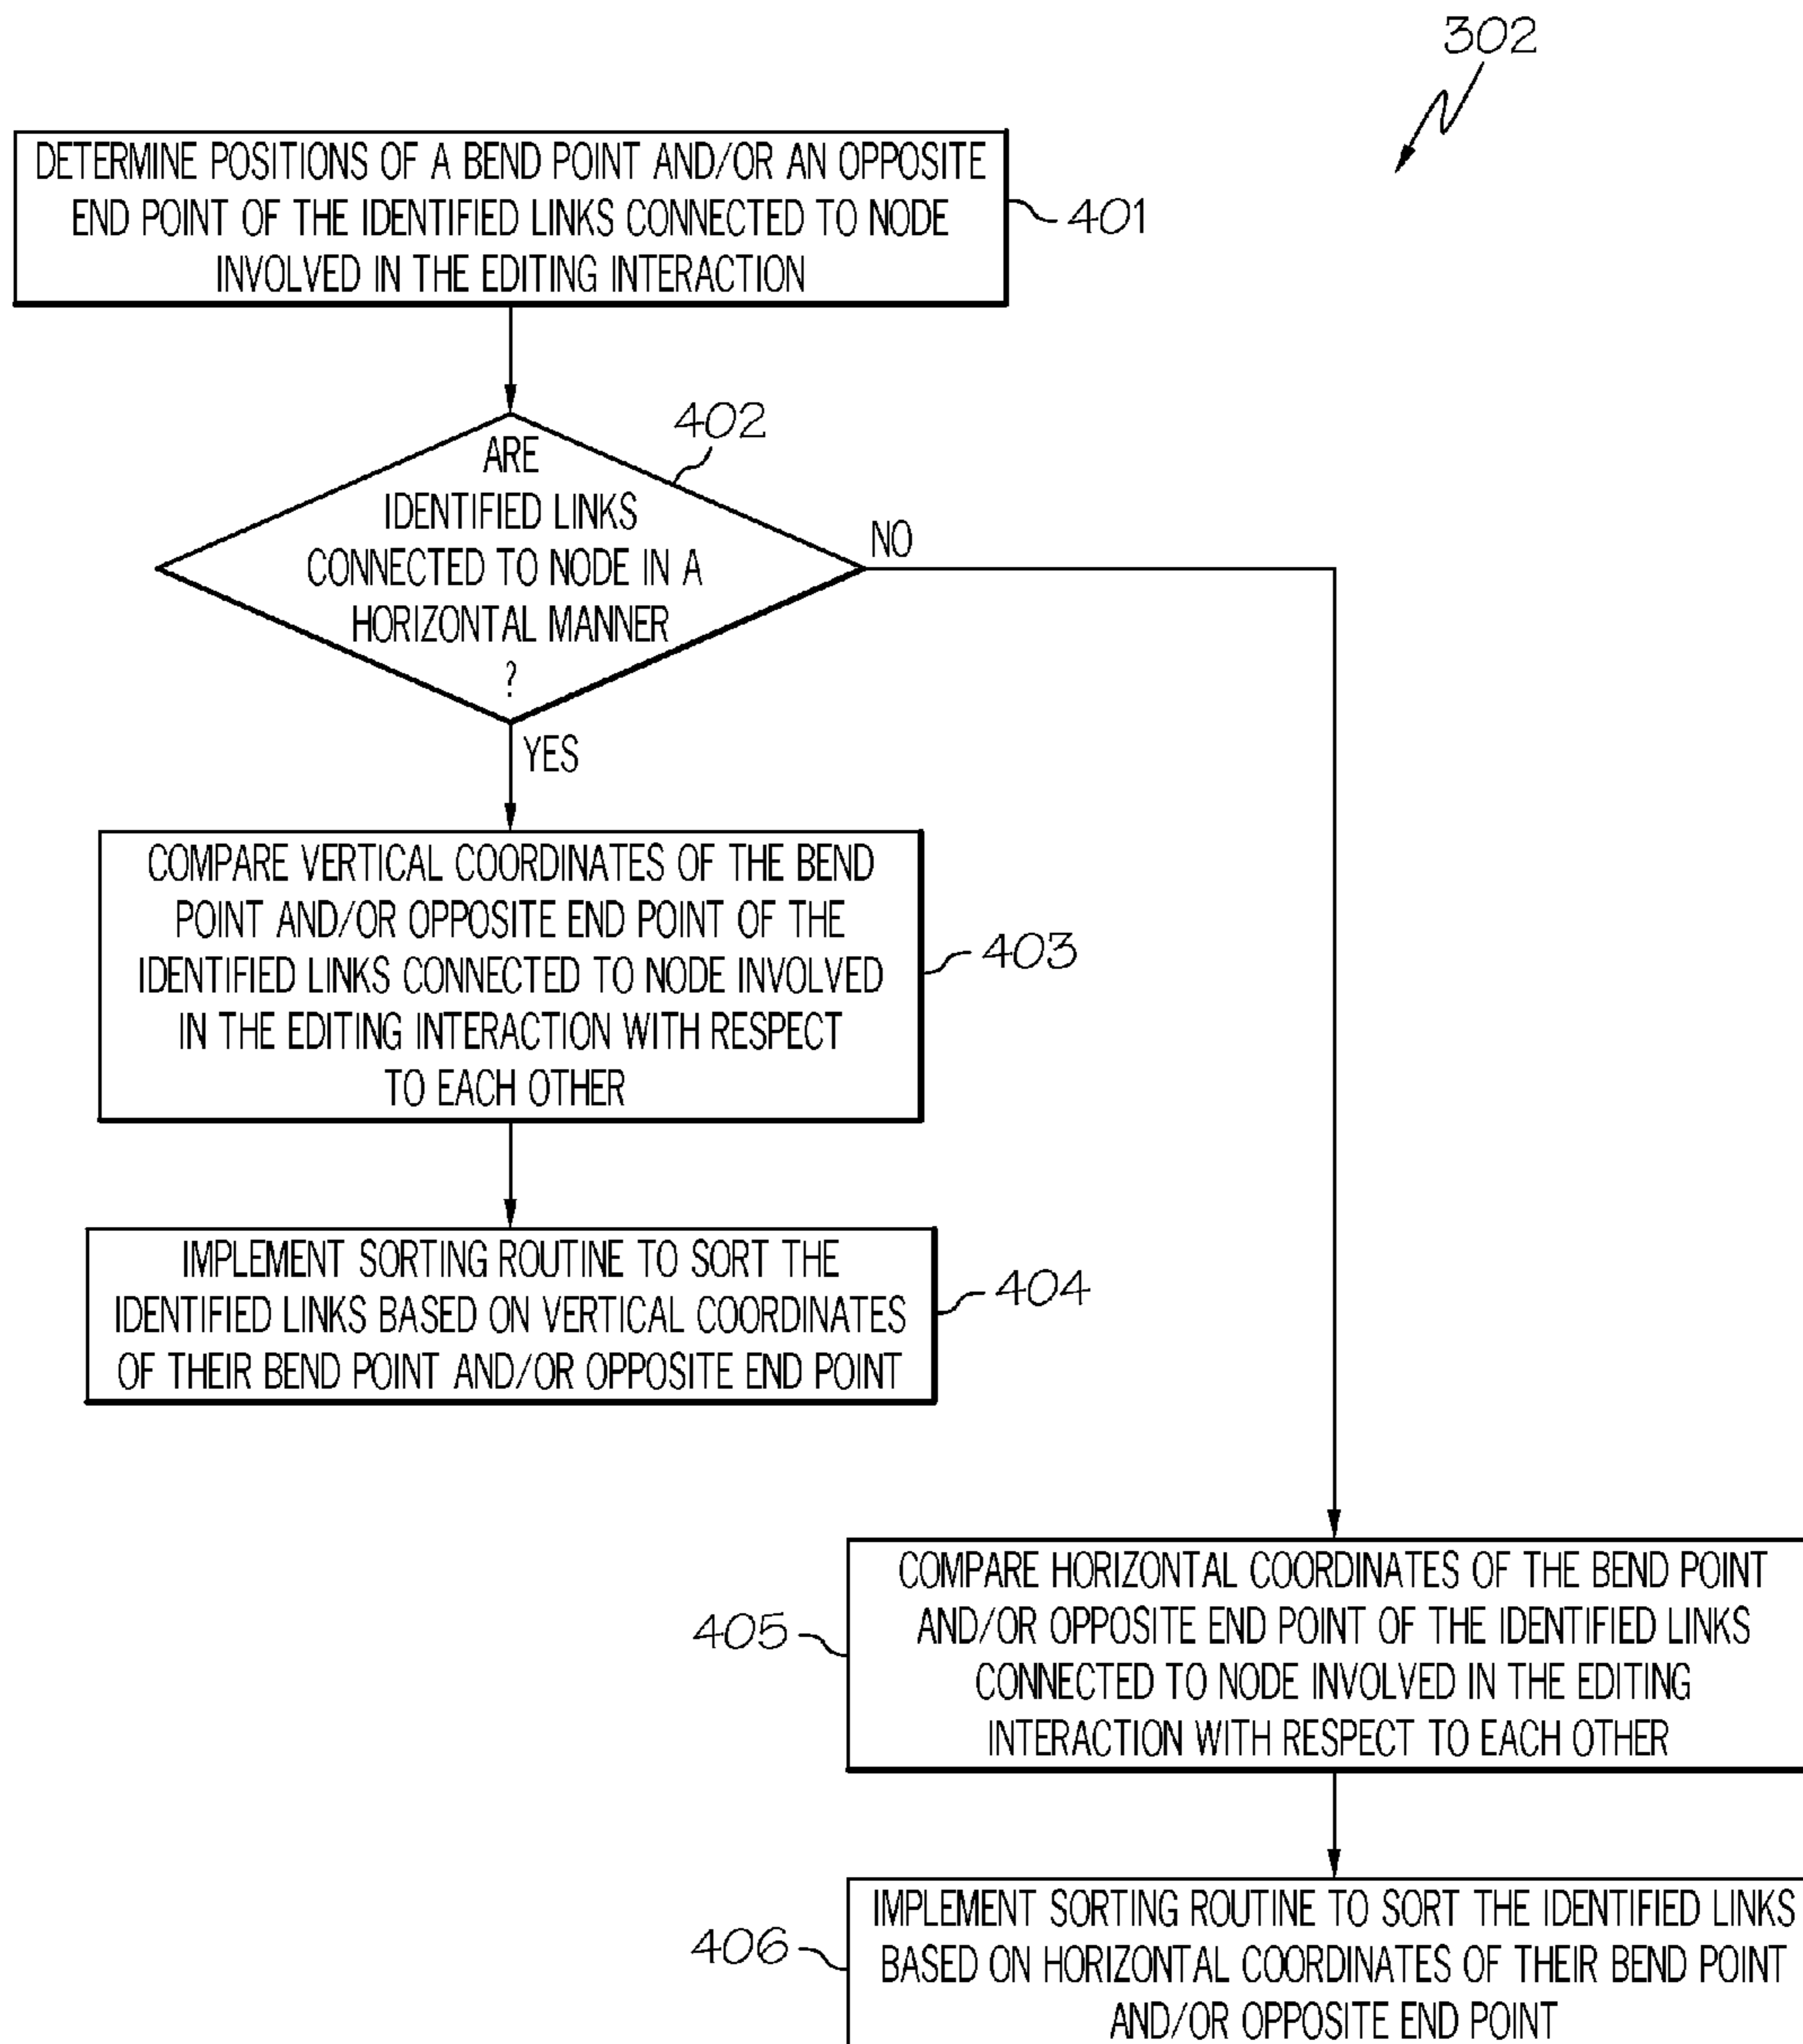 302
DETERMINE POSITIONS OF A BEND POINT AND/OR AN OPPOSITE
END POINT OF THE IDENTIFIED LINKS CONNECTED TO NODE
INVOLVED IN THE EDITING INTERACTION
401
402
ARE
IDENTIFIED LINKS
CONNECTED TO NODE IN A
HORIZONTAL MANNER
?
NO
YES
COMPARE VERTICAL COORDINATES OF THE BEND
POINT AND/OR OPPOSITE END POINT OF THE
IDENTIFIED LINKS CONNECTED TO NODE INVOLVED
IN THE EDITING INTERACTION WITH RESPECT
TO EACH OTHER
403
IMPLEMENT SORTING ROUTINE TO SORT THE
IDENTIFIED LINKS BASED ON VERTICAL COORDINATES
OF THEIR BEND POINT AND/OR OPPOSITE END POINT
404
COMPARE HORIZONTAL COORDINATES OF THE BEND POINT
AND/OR OPPOSITE END POINT OF THE IDENTIFIED LINKS
CONNECTED TO NODE INVOLVED IN THE EDITING
INTERACTION WITH RESPECT TO EACH OTHER
405
IMPLEMENT SORTING ROUTINE TO SORT THE IDENTIFIED LINKS
BASED ON HORIZONTAL COORDINATES OF THEIR BEND POINT
AND/OR OPPOSITE END POINT
406